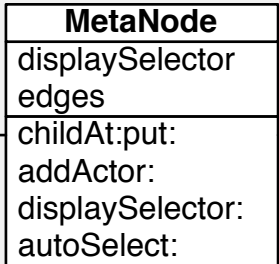 MetaNode
displaySelector
edges
childAt:put:
addActor:
displaySelector:
autoSelect: